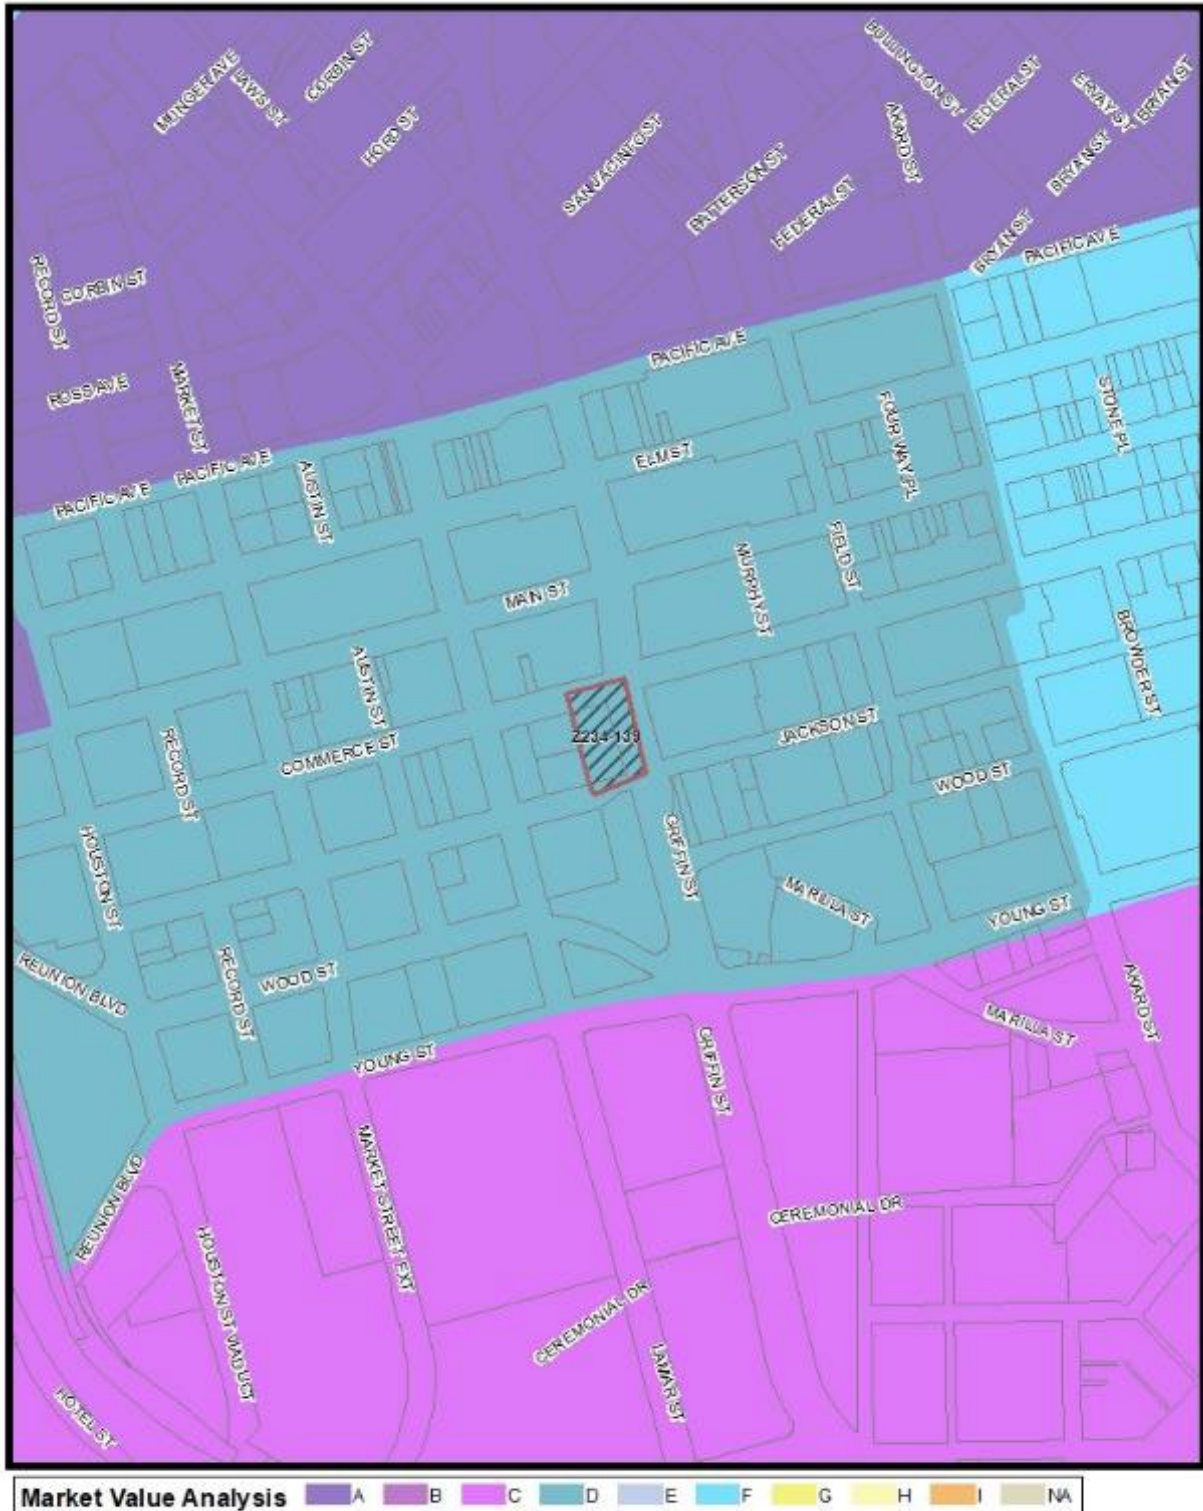 BULLINGTON ST
CORBIN ST
MUNGER AVE
LAWS ST
FEDERAL ST
ERVAY ST
BRYAN ST
HORD ST
AKARD ST
SAN JACINTO ST
PATTERSON ST
BRYAN ST
FEDERAL ST
BRYAN ST
PACIFIC AVE
RECORD ST
CORBIN ST
PACIFIC AVE
ROSS AVE
MARKET ST
STONE PL
FOUR WAY PL
ELM ST
PACIFIC AVE
PACIFIC AVE
AUSTIN ST
FIELD ST
MURPHY ST
MAIN ST
BROWDER ST
AUSTIN ST
JACKSON ST
Z234-139
COMMERCE ST
RECORD ST
WOOD ST
GRIFFIN ST
HOUSTON ST
MARILLA ST
YOUNG ST
REUNION BLVD
WOOD ST
RECORD ST
AKARD ST
MARILLA ST
YOUNG ST
GRIFFIN ST
REUNION BLVD
MARKET STREET EXT
CEREMONIAL DR
HOUSTON ST VIADUCT
CEREMONIAL DR
LAMAR ST
HOTEL ST
Market Value Analysis A B C D E F G H I NA